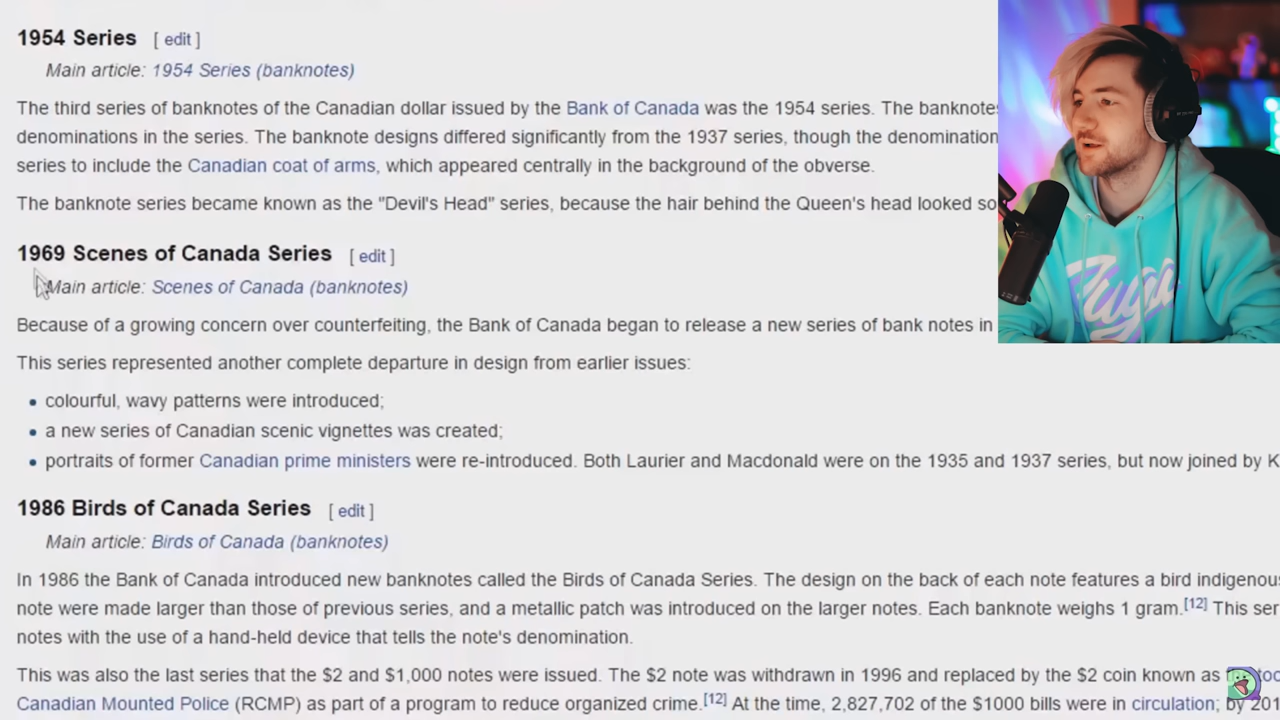 1954 Series [ edit ]
Main article: 1954 Series (banknotes)
The third series of banknotes of the Canadian dollar issued by the Bank of Canada was the 1954 series. The banknotes
denominations in the series. The banknote designs differed significantly from the 1937 series, though the denomination
series to include the Canadian coat of arms, which appeared centrally in the background of the obverse.
The banknote series became known as the "Devil's Head" series, because the hair behind the Queen's head looked so
1969 Scenes of Canada Series [ edit ]
Main article: Scenes of Canada (banknotes)
Because of a growing concern over counterfeiting, the Bank of Canada began to release a new series of bank notes in
This series represented another complete departure in design from earlier issues:
• colourful, wavy patterns were introduced;
• a new series of Canadian scenic vignettes was created;
• portraits of former Canadian prime ministers were re-introduced. Both Laurier and Macdonald were on the 1935 and 1937 series, but now joined by K
1986 Birds of Canada Series [ edit ]
Main article: Birds of Canada (banknotes)
In 1986 the Bank of Canada introduced new banknotes called the Birds of Canada Series. The design on the back of each note features a bird indigenous
note were made larger than those of previous series, and a metallic patch was introduced on the larger notes. Each banknote weighs 1 gram.[12] This ser
notes with the use of a hand-held device that tells the note's denomination.
This was also the last series that the $2 and $1,000 notes were issued. The $2 note was withdrawn in 1996 and replaced by the $2 coin known as
Canadian Mounted Police (RCMP) as part of a program to reduce organized crime.[12] At the time, 2,827,702 of the $1000 bills were in circulation; by 201